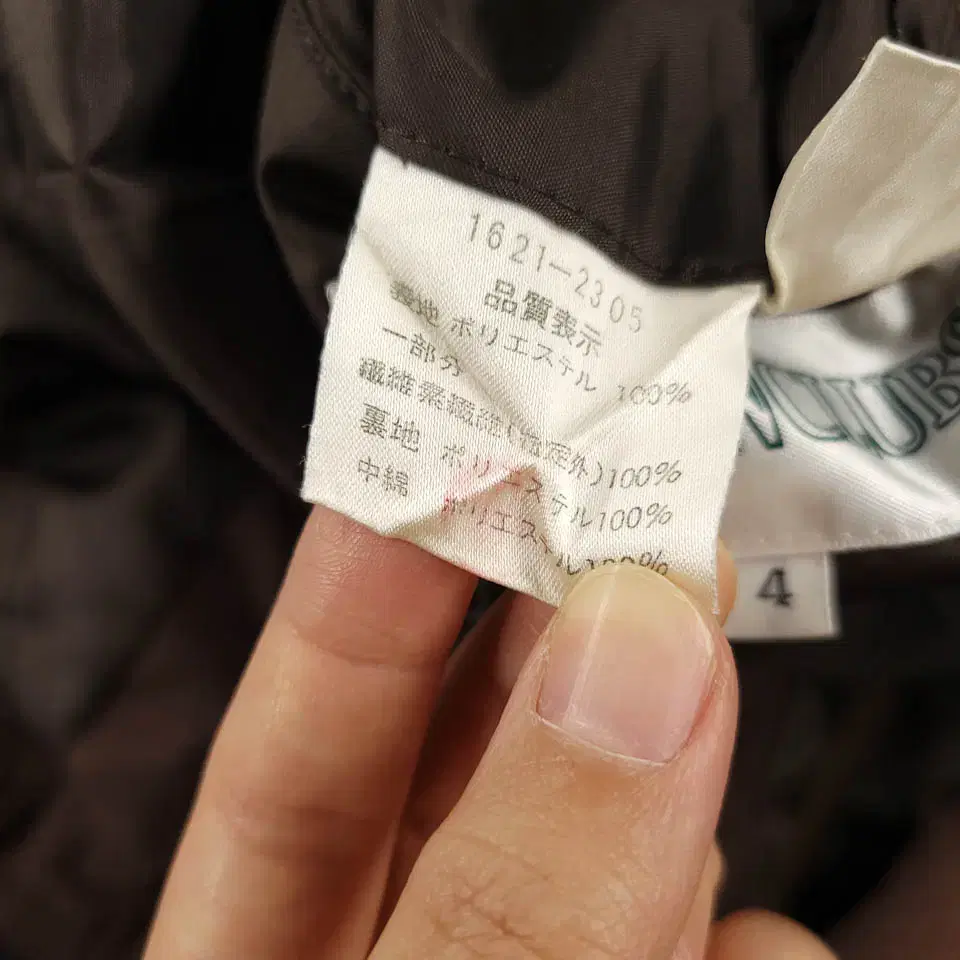 1621-2305
品質表示
表地 ポリエステル 100%
一部分
繊維素繊維(指定外)100%
裏地 ポリエステル100%
中綿 ポリエステル100%
4